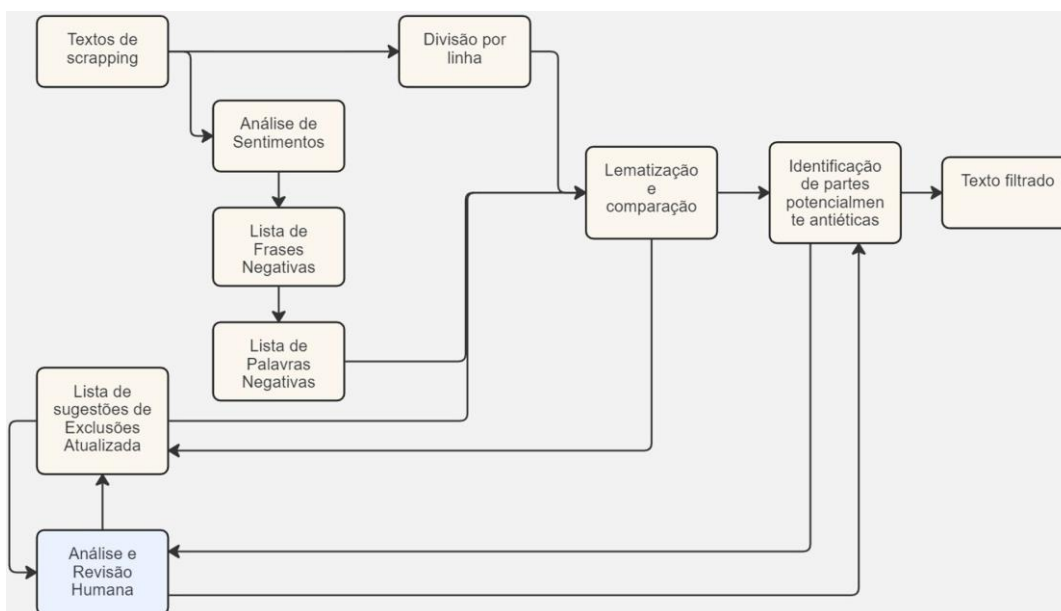 Textos de
scrapping
Divisão por
linha
Análise de
Sentimentos
Lematização
e
comparação
Identificação
de partes
potencialmen
te antiéticas
Texto filtrado
Lista de
Frases
Negativas
Lista de
Palavras
Negativas
Lista de
sugestões de
Exclusões
Atualizada
Análise e
Revisão
Humana